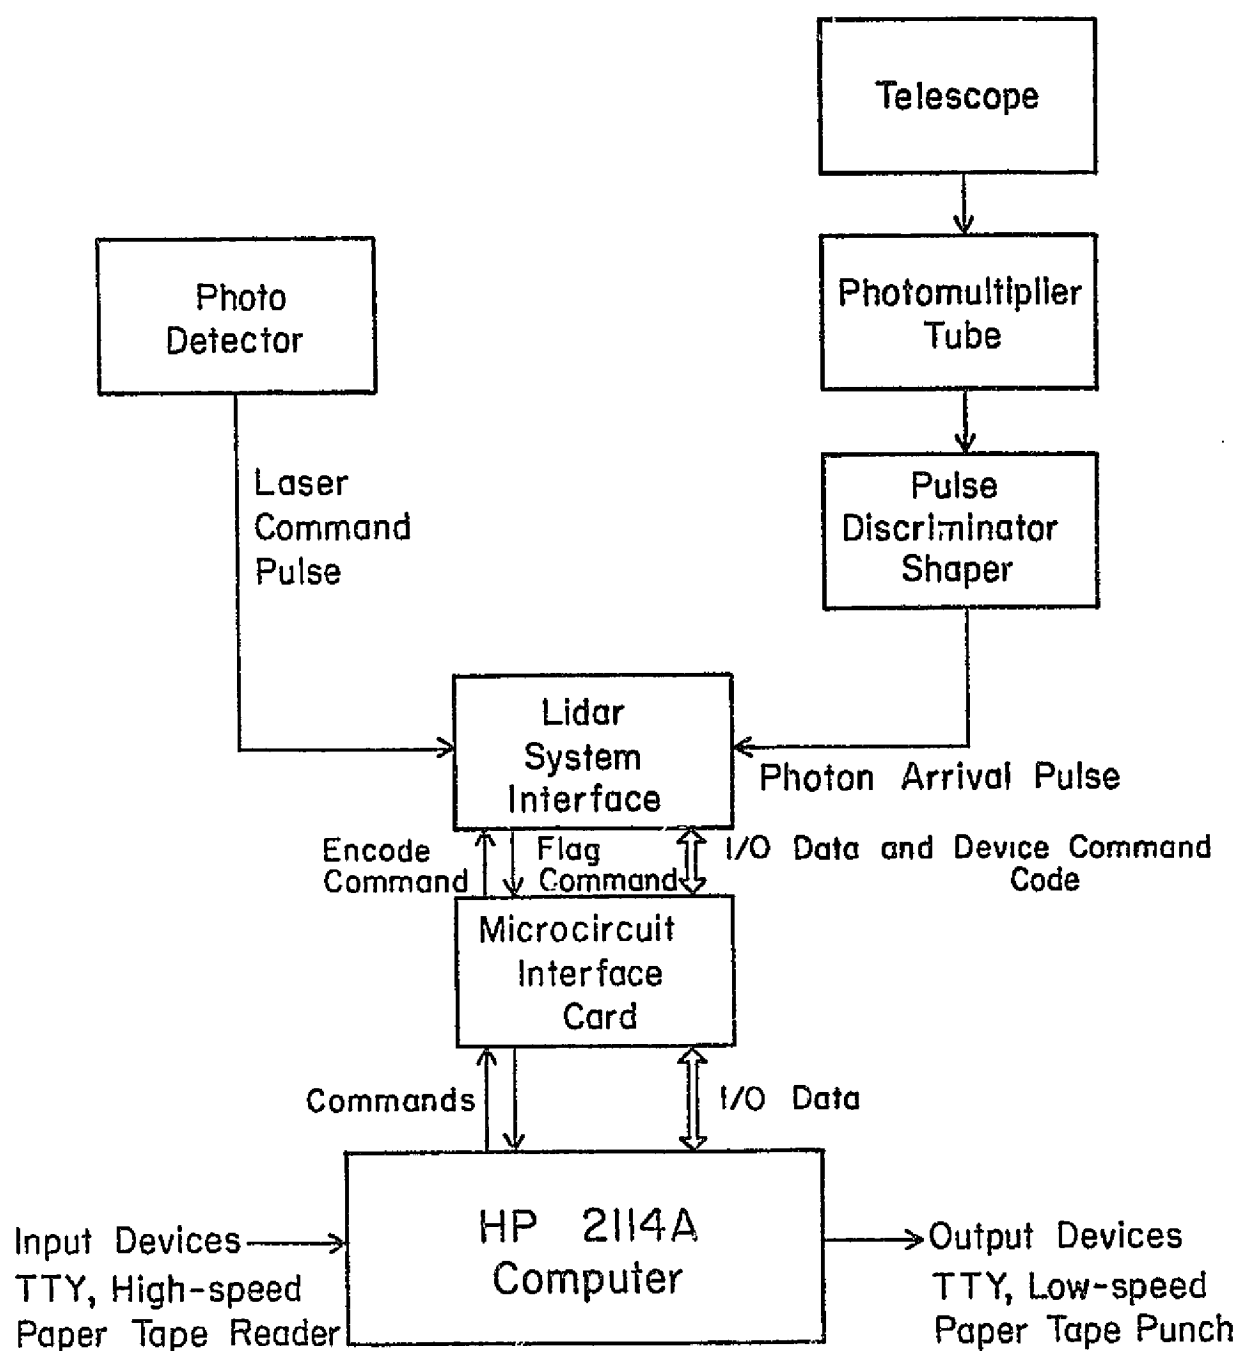 Telescope
Photo
Detector
Photomultiplier
Tube
Laser
Command
Pulse
Pulse
Discriminator
Shaper
Lidar
System
Interface
Photon Arrival Pulse
Encode
Command
Flag
Command
I/O Data and Device Command
Code
Microcircuit
Interface
Card
Commands
I/O Data
HP 2114A
Computer
Input Devices
TTY, High-speed
Paper Tape Reader
Output Devices
TTY, Low-speed
Paper Tape Punch